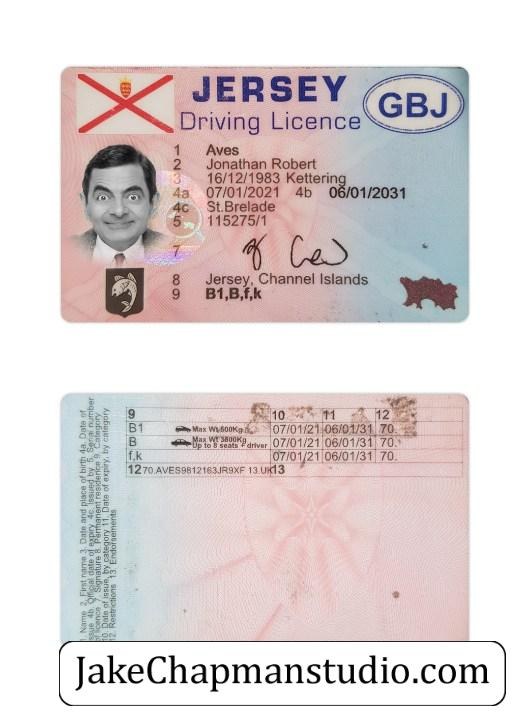 JERSEY
Driving Licence
GBJ
1 Aves
2 Jonathan Robert
3 16/12/1983 Kettering
4a 07/01/2021 4b 06/01/2031
4c St.Brelade
5 115275/1
7
8 Jersey, Channel Islands
9 B1,B,f,k
9 10 11 12
B1 Max Wt 500Kg 07/01/21 06/01/31 70.
B Max Wt 3500Kg 07/01/21 06/01/31 70.
Up to 8 seats + driver
f,k 07/01/21 06/01/31 70.
12 70.AVES9812163JR9XF 13.UK 13
1. Name 2. First name 3. Date and place of birth 4a. Date of
issue 4b. Official date of expiry 4c. Issued by 5. Serial number
of licence 7. Signature 8. Permanent residence 9. Category
10. Date of issue, by category 11. Date of expiry, by category
12. Restrictions 13. Endorsements
JakeChapmanstudio.com